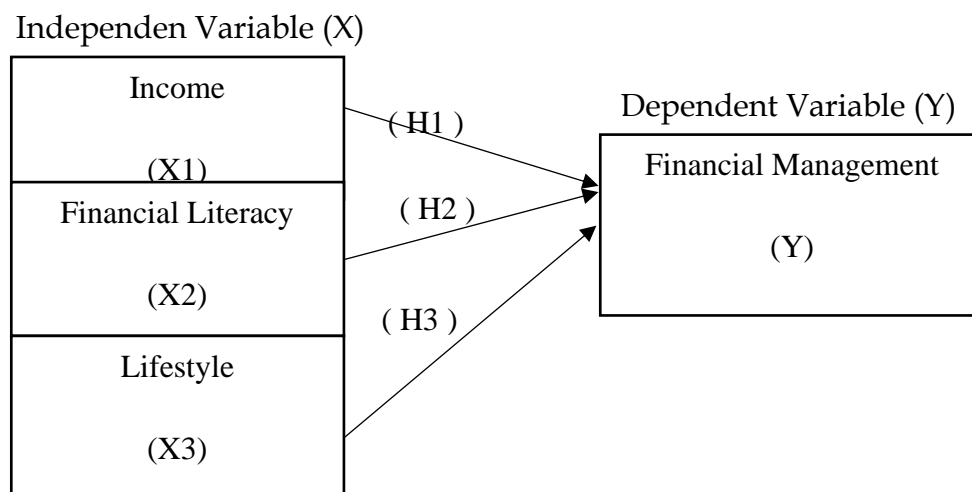 Independen Variable (X)
Income
(X1)
Financial Literacy
(X2)
Lifestyle
(X3)
( H1 )
( H2 )
( H3 )
Dependent Variable (Y)
Financial Management
(Y)